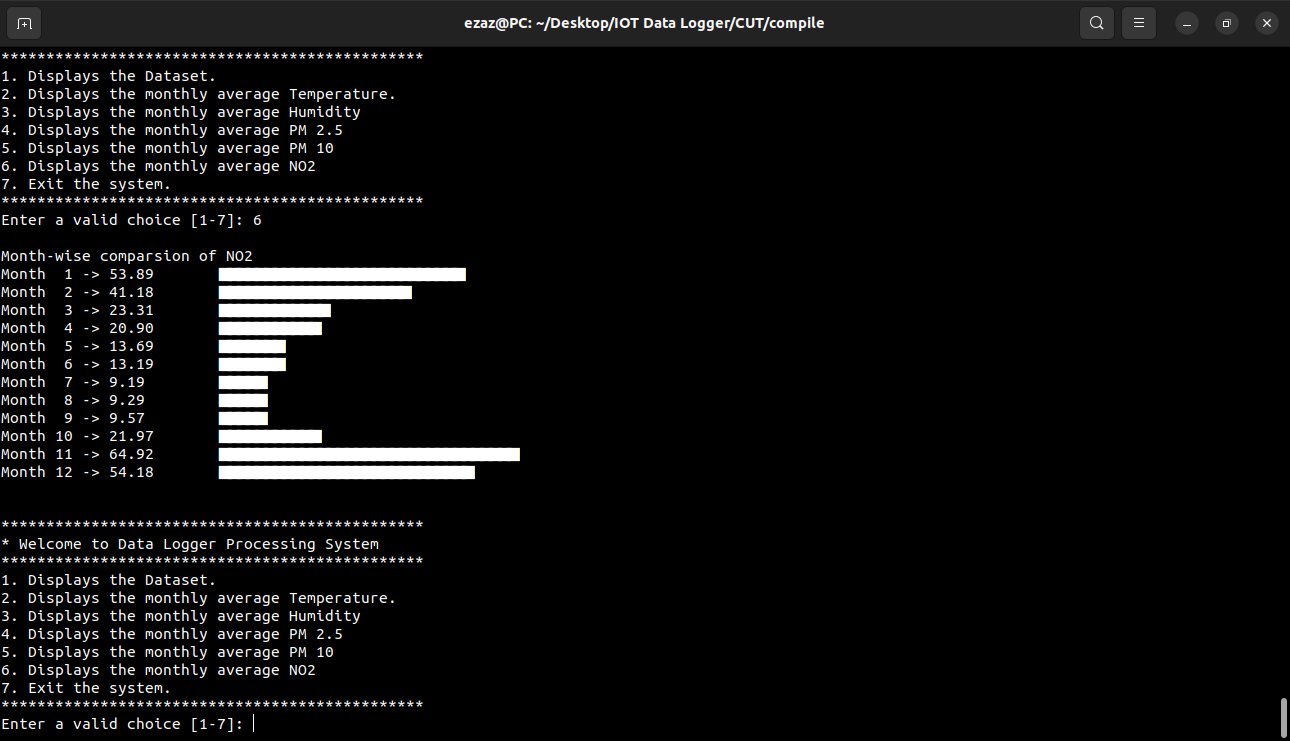 ezaz@PC: ~/Desktop/IOT Data Logger/CUT/compile
***********************************************
1. Displays the Dataset.
2. Displays the monthly average Temperature.
3. Displays the monthly average Humidity
4. Displays the monthly average PM 2.5
5. Displays the monthly average PM 10
6. Displays the monthly average NO2
7. Exit the system.
***********************************************
Enter a valid choice [1-7]: 6
Month-wise comparsion of NO2
Month  1 -> 53.89
Month  2 -> 41.18
Month  3 -> 23.31
Month  4 -> 20.90
Month  5 -> 13.69
Month  6 -> 13.19
Month  7 -> 9.19
Month  8 -> 9.29
Month  9 -> 9.57
Month 10 -> 21.97
Month 11 -> 64.92
Month 12 -> 54.18
***********************************************
* Welcome to Data Logger Processing System
***********************************************
1. Displays the Dataset.
2. Displays the monthly average Temperature.
3. Displays the monthly average Humidity
4. Displays the monthly average PM 2.5
5. Displays the monthly average PM 10
6. Displays the monthly average NO2
7. Exit the system.
***********************************************
Enter a valid choice [1-7]: